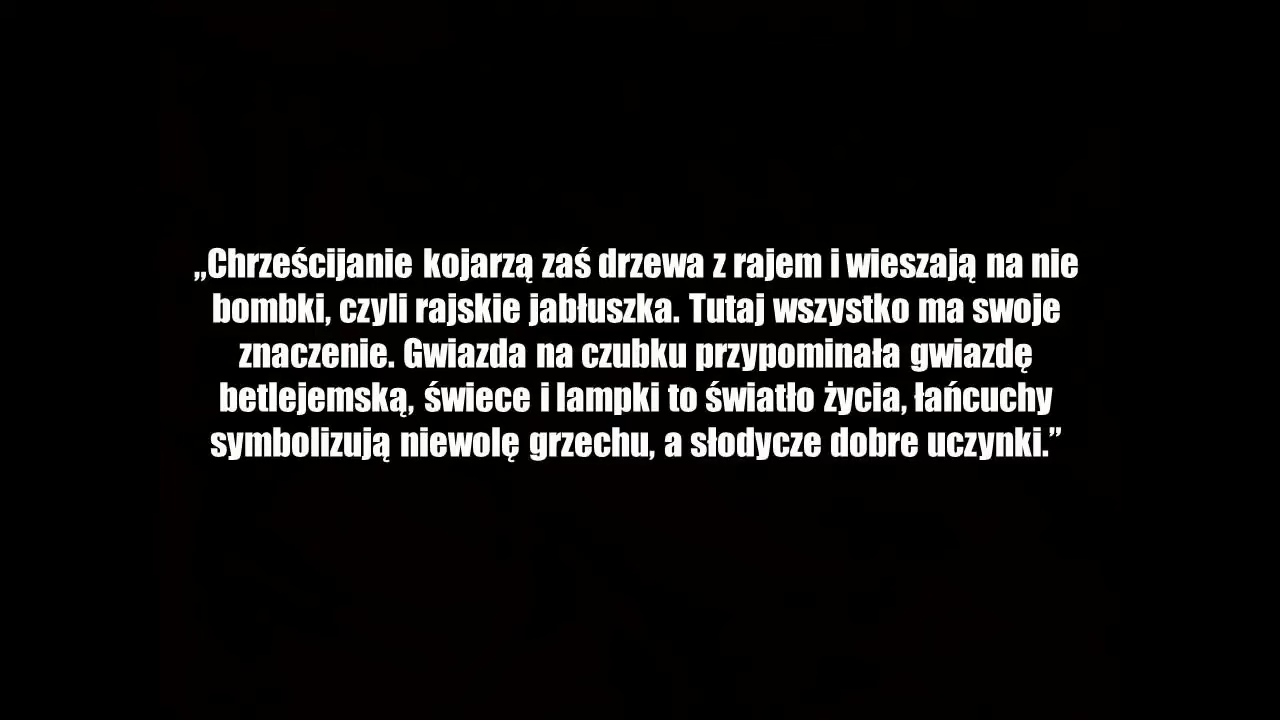 „Chrześcijanie kojarzą zaś drzewa z rajem i wieszają na nie
bombki, czyli rajskie jabłuszka. Tutaj wszystko ma swoje
znaczenie. Gwiazda na czubku przypominała gwiazdę
betlejemską, świece i lampki to światło życia, łańcuchy
symbolizują niewolę grzechu, a słodycze dobre uczynki.”